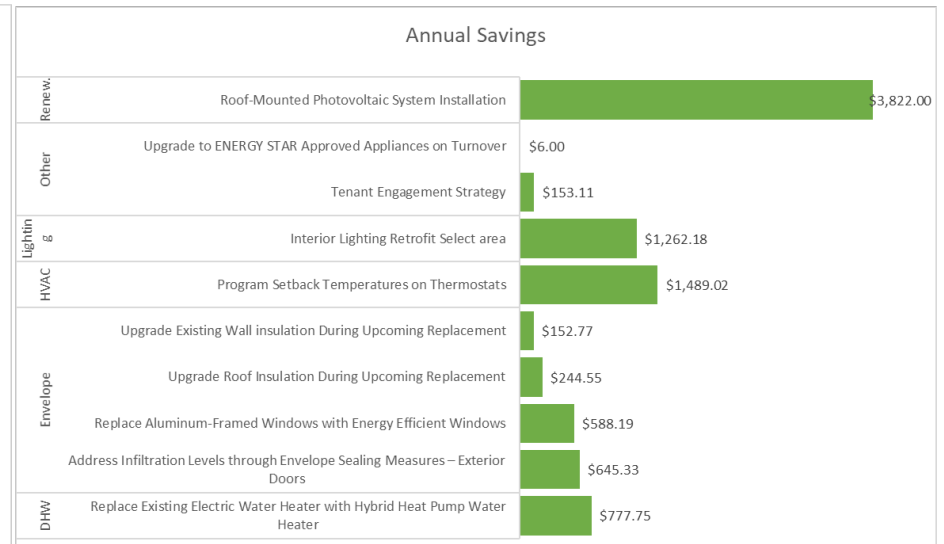 Annual Savings
Renew.
Roof-Mounted Photovoltaic System Installation
$3,822.00
Other
Upgrade to ENERGY STAR Approved Appliances on Turnover
$6.00
Tenant Engagement Strategy
$153.11
Lightin
g
Interior Lighting Retrofit Select area
$1,262.18
HVAC
Program Setback Temperatures on Thermostats
$1,489.02
Envelope
Upgrade Existing Wall insulation During Upcoming Replacement
$152.77
Upgrade Roof Insulation During Upcoming Replacement
$244.55
Replace Aluminum-Framed Windows with Energy Efficient Windows
$588.19
Address Infiltration Levels through Envelope Sealing Measures – Exterior
Doors
$645.33
DHW
Replace Existing Electric Water Heater with Hybrid Heat Pump Water
Heater
$777.75